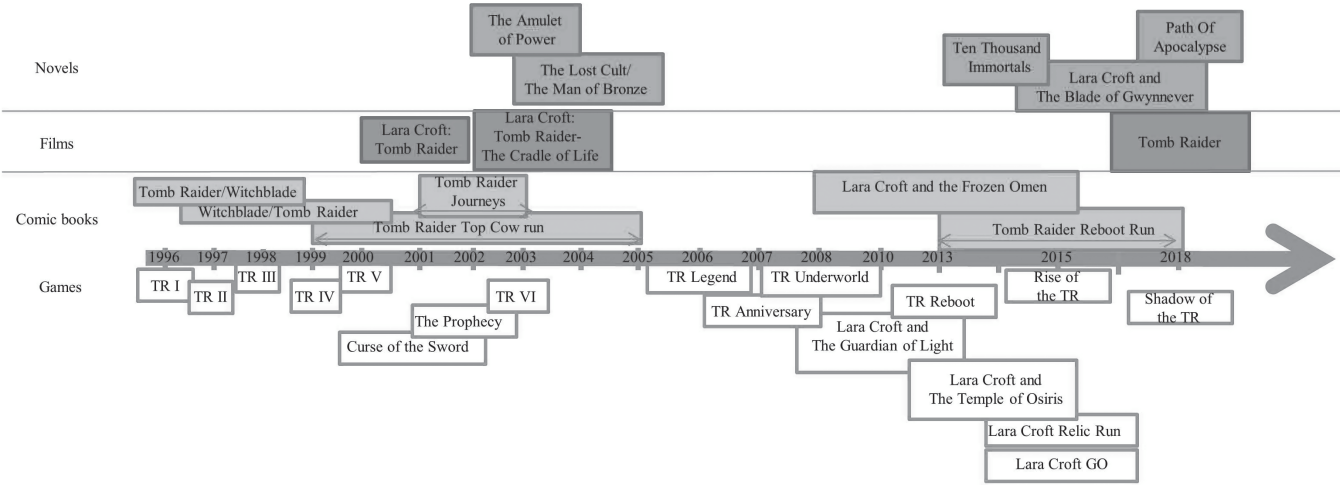 The Amulet
of Power
Path Of
Apocalypse
Novels
The Lost Cult/
The Man of Bronze
Ten Thousand
Immortals
Lara Croft and
The Blade of Gwynnever
Films
Lara Croft:
Tomb Raider
Lara Croft:
Tomb Raider-
The Cradle of Life
Tomb Raider
Comic books
Tomb Raider/Witchblade
Witchblade/Tomb Raider
Tomb Raider
Journeys
Tomb Raider Top Cow run
Lara Croft and the Frozen Omen
Tomb Raider Reboot Run
1996 1997 1998 1999 2000 2001 2002 2003 2004 2005 2006 2007 2008 2010 2013 2015 2018
Games
TR I
TR II
TR III
TR IV
TR V
Curse of the Sword
The Prophecy
TR VI
TR Legend
TR Anniversary
TR Underworld
Lara Croft and
The Guardian of Light
TR Reboot
Lara Croft and
The Temple of Osiris
Rise of
the TR
Shadow of
the TR
Lara Croft Relic Run
Lara Croft GO